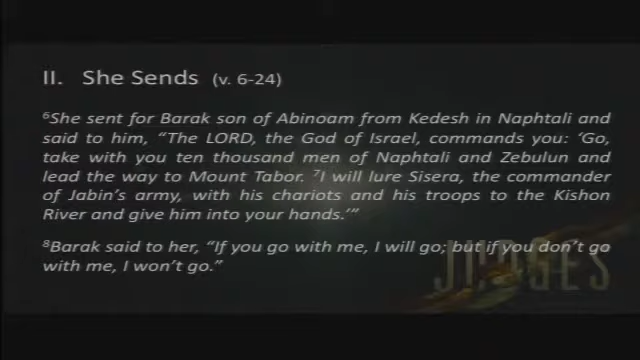 II. She Sends (v. 6-24)
⁶She sent for Barak son of Abinoam from Kedesh in Naphtali and
said to him, “The LORD, the God of Israel, commands you: ‘Go,
take with you ten thousand men of Naphtali and Zebulun and
lead the way to Mount Tabor. ⁷I will lure Sisera, the commander
of Jabin’s army, with his chariots and his troops to the Kishon
River and give him into your hands.’”
⁸Barak said to her, “If you go with me, I will go; but if you don’t go
with me, I won’t go.”
JUDGES